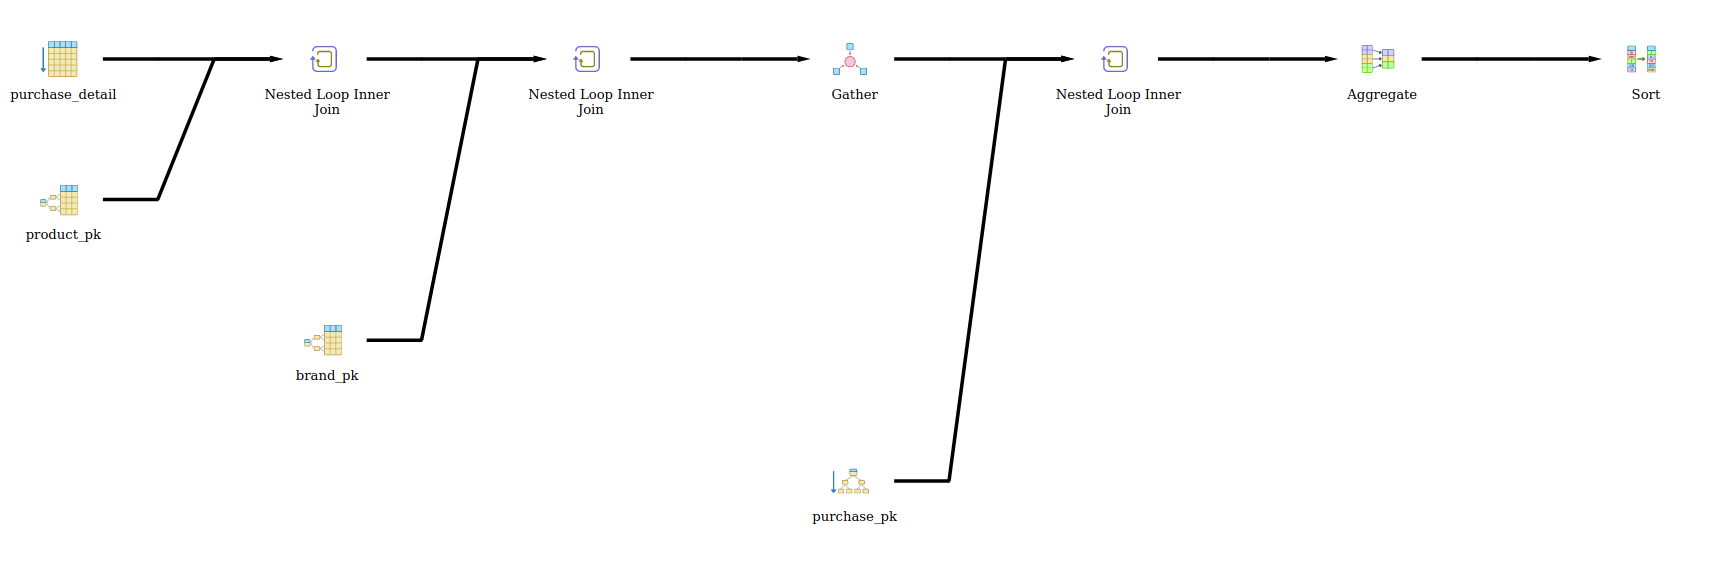 purchase_detail
Nested Loop Inner
Join
Nested Loop Inner
Join
Gather
Nested Loop Inner
Join
Aggregate
Sort
product_pk
brand_pk
purchase_pk